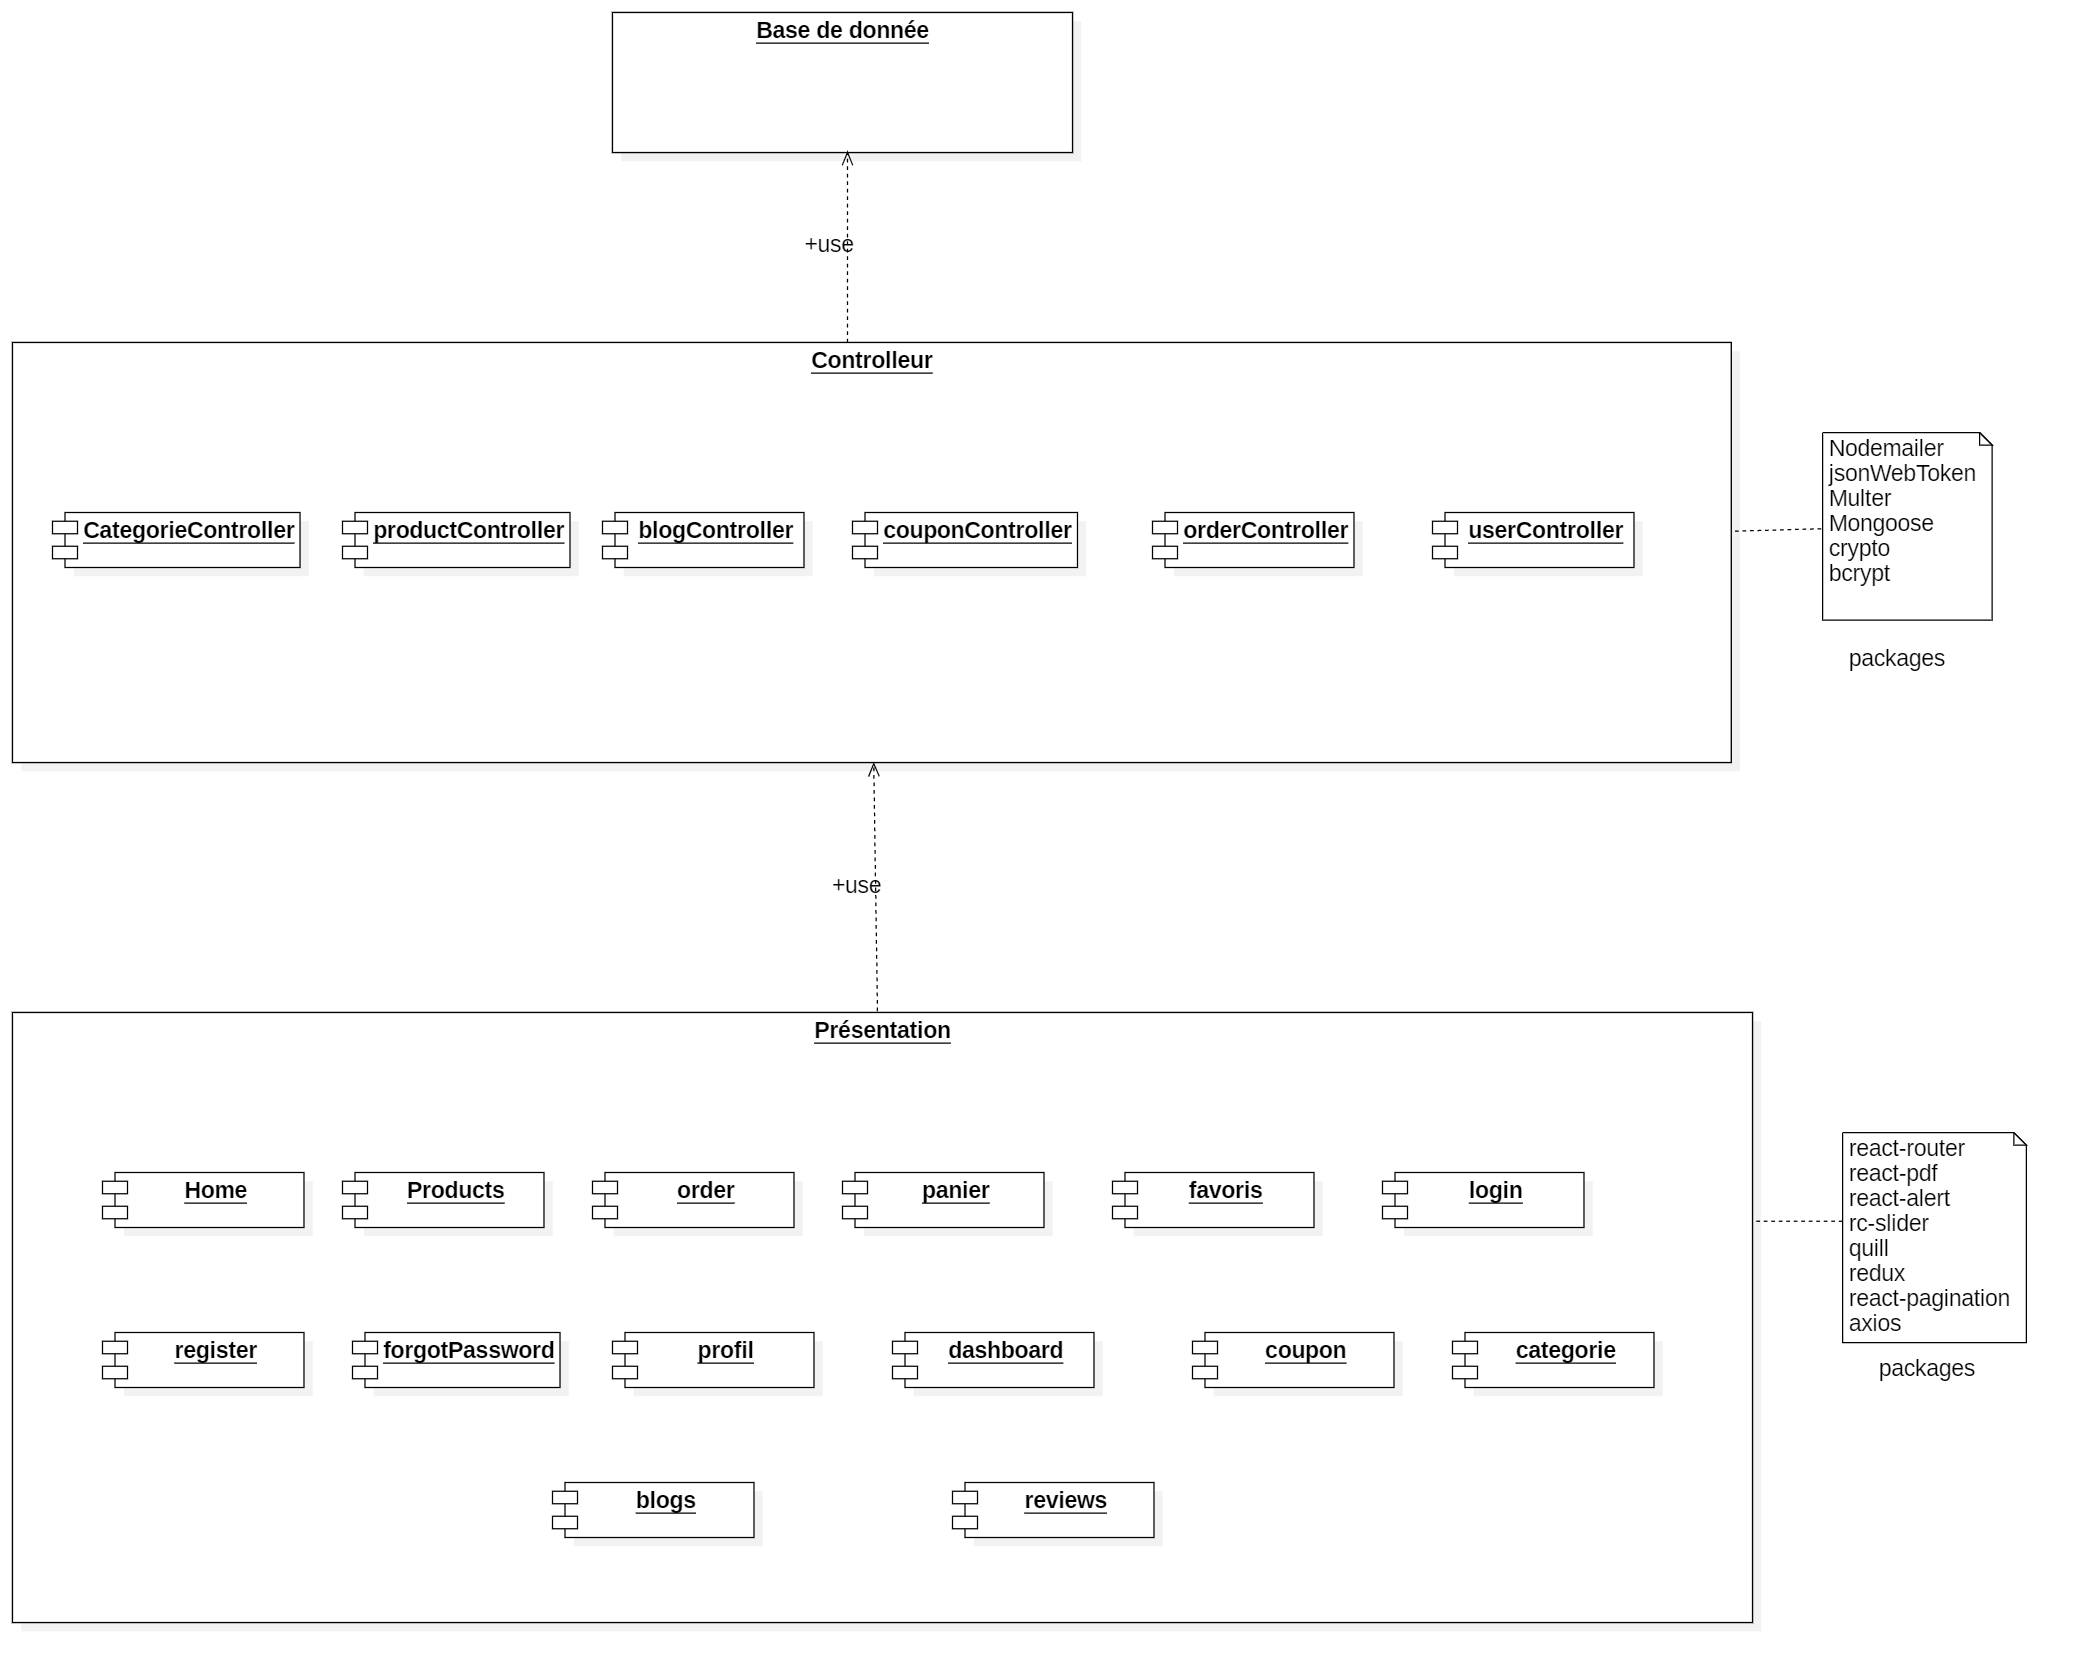 Base de donnée
+use
Controlleur
CategorieController
productController
blogController
couponController
orderController
userController
Nodemailer
jsonWebToken
Multer
Mongoose
crypto
bcrypt
packages
+use
Présentation
Home
Products
order
panier
favoris
login
register
forgotPassword
profil
dashboard
coupon
categorie
blogs
reviews
react-router
react-pdf
react-alert
rc-slider
quill
redux
react-pagination
axios
packages